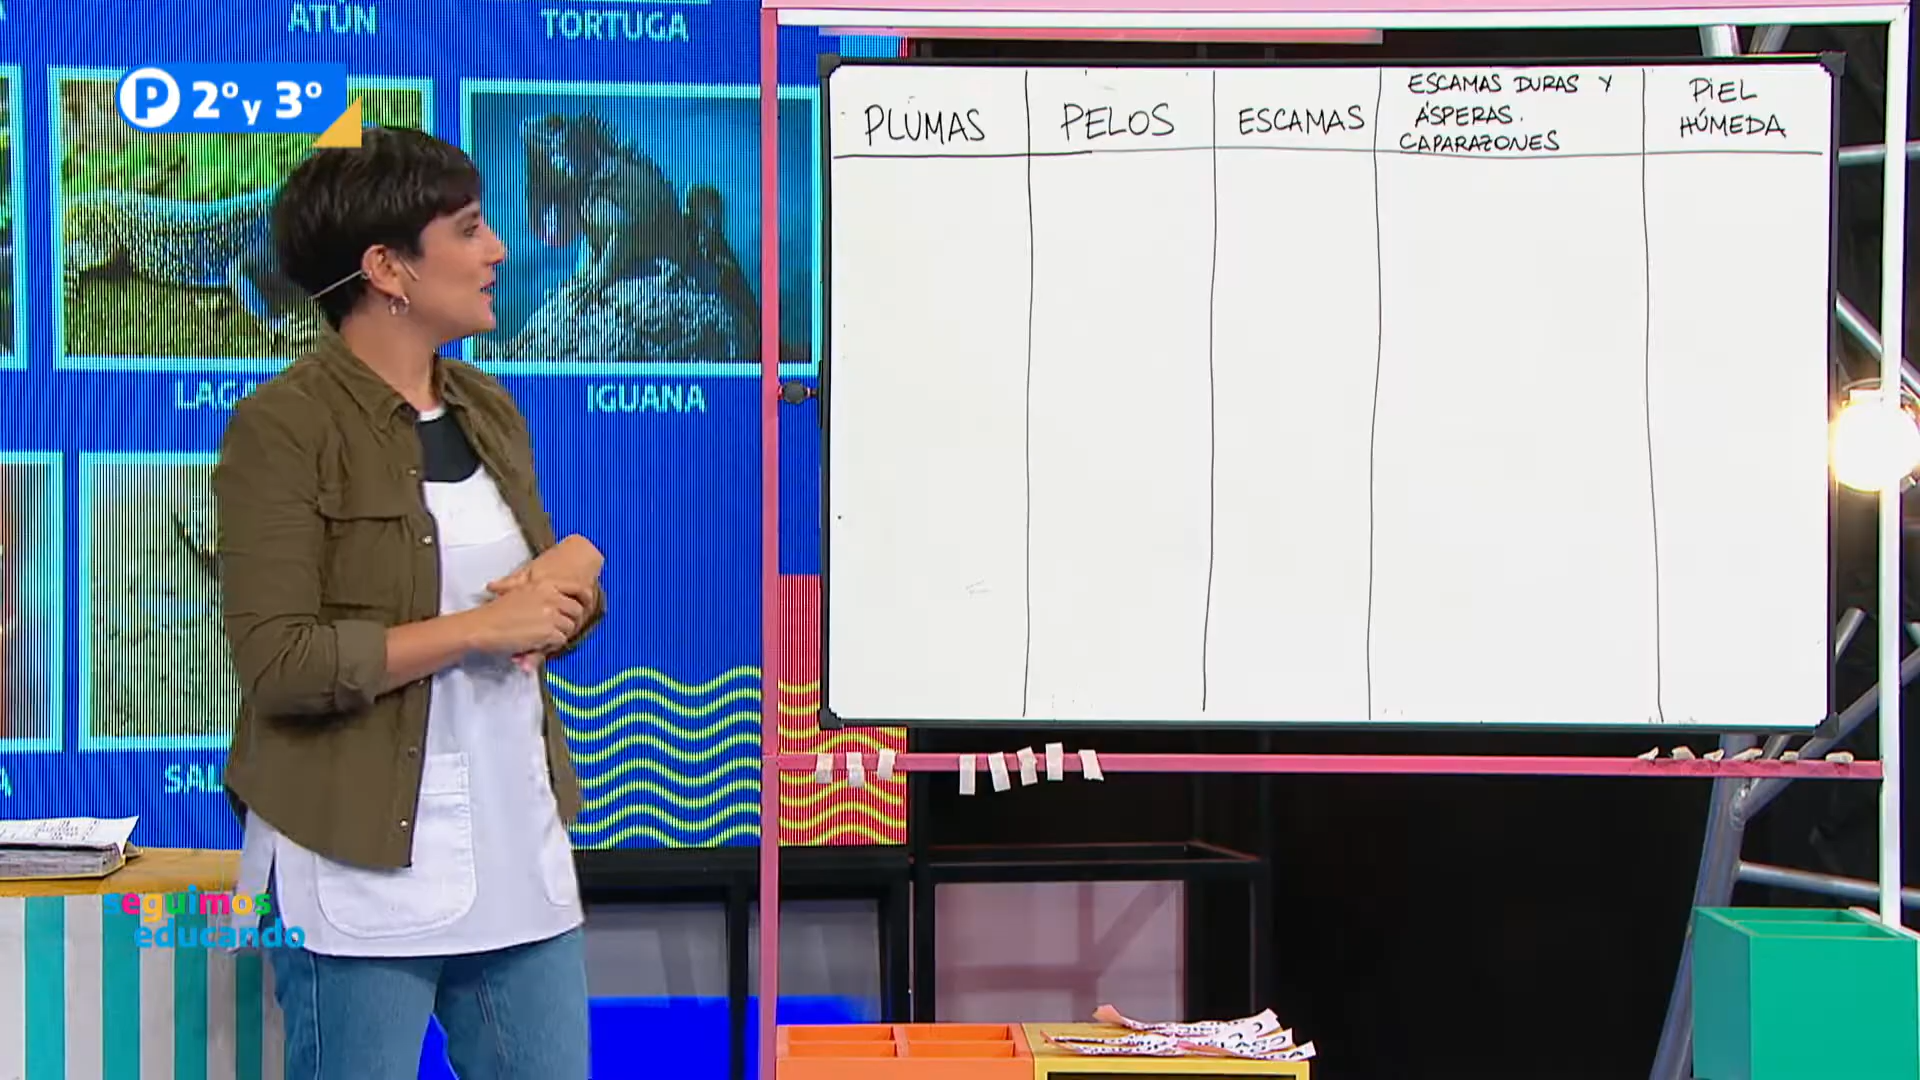 ATÚN
TORTUGA
P 2° y 3°
IGUANA
PLUMAS
PELOS
ESCAMAS
ESCAMAS DURAS Y
ÁSPERAS.
CAPARAZONES
PIEL
HÚMEDA
seguimos
educando